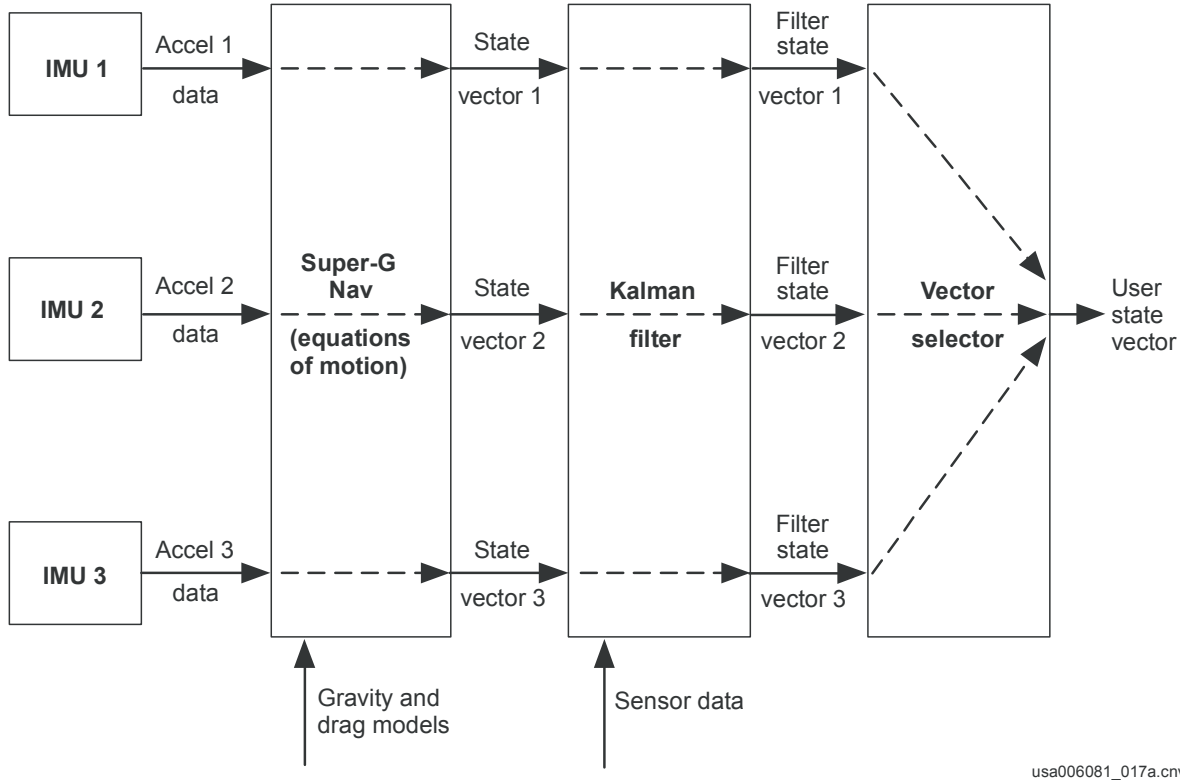 IMU 1
Accel 1
data
State
vector 1
Filter
state
vector 1
IMU 2
Accel 2
data
Super-G
Nav
(equations
of motion)
State
vector 2
Kalman
filter
Filter
state
vector 2
Vector
selector
User
state
vector
IMU 3
Accel 3
data
State
vector 3
Filter
state
vector 3
Gravity and
drag models
Sensor data